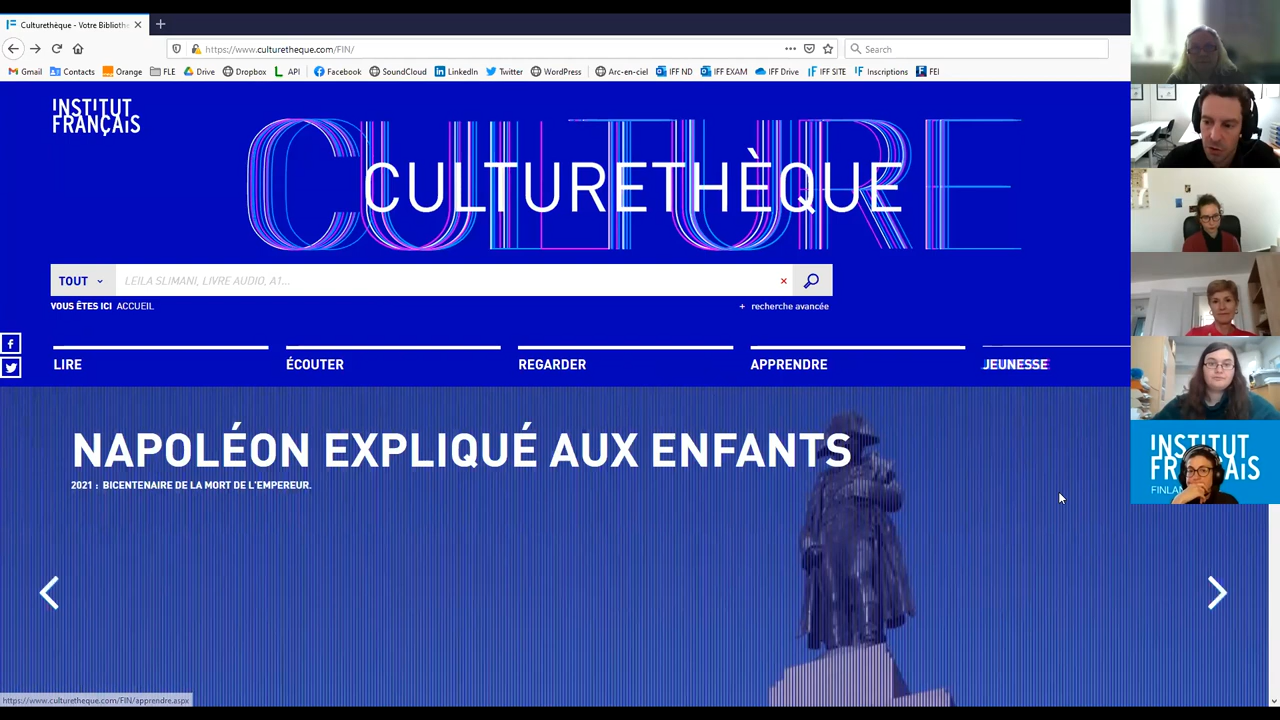 Culturethèque - Votre Biblioth
https://www.culturetheque.com/FIN/
Search
Gmail Contacts Orange FLE Drive Dropbox API Facebook SoundCloud LinkedIn Twitter WordPress Arc-en-ciel IFF ND IFF EXAM IFF Drive IFF SITE Inscriptions FEI
INSTITUT
FRANÇAIS
CULTURE
CULTURETHÈQUE
TOUT LEILA SLIMANI, LIVRE AUDIO, A1...
VOUS ÊTES ICI ACCUEIL + recherche avancée
LIRE ÉCOUTER REGARDER APPRENDRE JEUNESSE
NAPOLÉON EXPLIQUÉ AUX ENFANTS
2021 : BICENTENAIRE DE LA MORT DE L'EMPEREUR.
INSTITUT
FRANÇAIS
FINLAN
https://www.culturetheque.com/FIN/apprendre.aspx